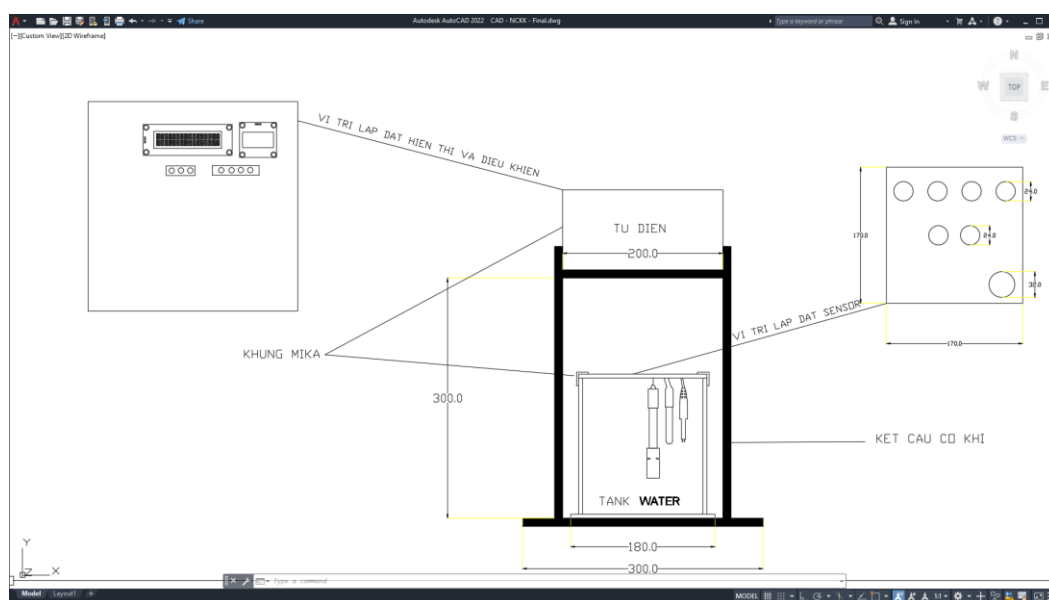 Share
Autodesk AutoCAD 2022 CAD - NCKK - Final.dwg
Type a keyword or phrase
Sign In
[−][Custom View][2D Wireframe]
N
W TOP E
S
WCS
VI TRI LAP DAT HIEN THI VA DIEU KHIEN
TU DIEN
200.0
24.0
170.0
24.0
32.0
170.0
VI TRI LAP DAT SENSOR
KHUNG MIKA
300.0
KET CAU CO KHI
TANK WATER
180.0
300.0
Y
Z X
Type a command
Model Layout1 +
MODEL
1:1